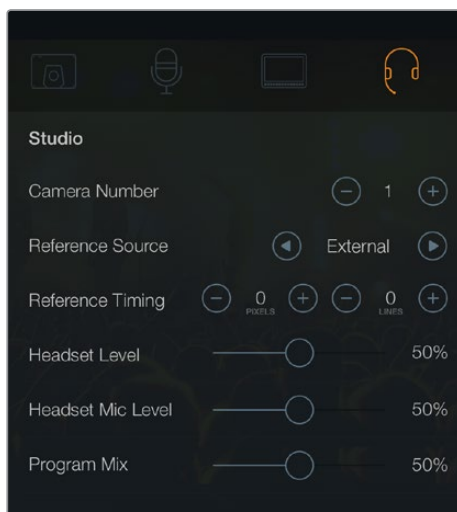 Studio
Camera Number 1
Reference Source External
Reference Timing 0 PIXELS 0 LINES
Headset Level 50%
Headset Mic Level 50%
Program Mix 50%